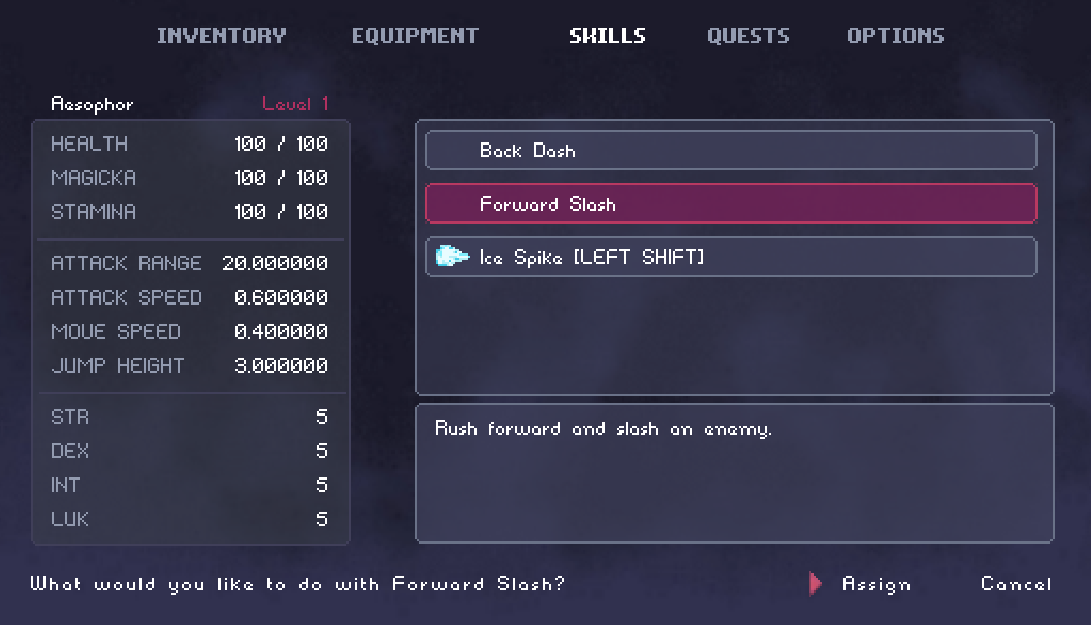 INVENTORY EQUIPMENT SKILLS QUESTS OPTIONS
Aesophor Level 1
HEALTH 100 / 100
MAGICKA 100 / 100
STAMINA 100 / 100
ATTACK RANGE 20.000000
ATTACK SPEED 0.600000
MOVE SPEED 0.400000
JUMP HEIGHT 3.000000
STR 5
DEX 5
INT 5
LUK 5
Back Dash
Forward Slash
Ice Spike [LEFT SHIFT]
Rush forward and slash an enemy.
What would you like to do with Forward Slash? Assign Cancel